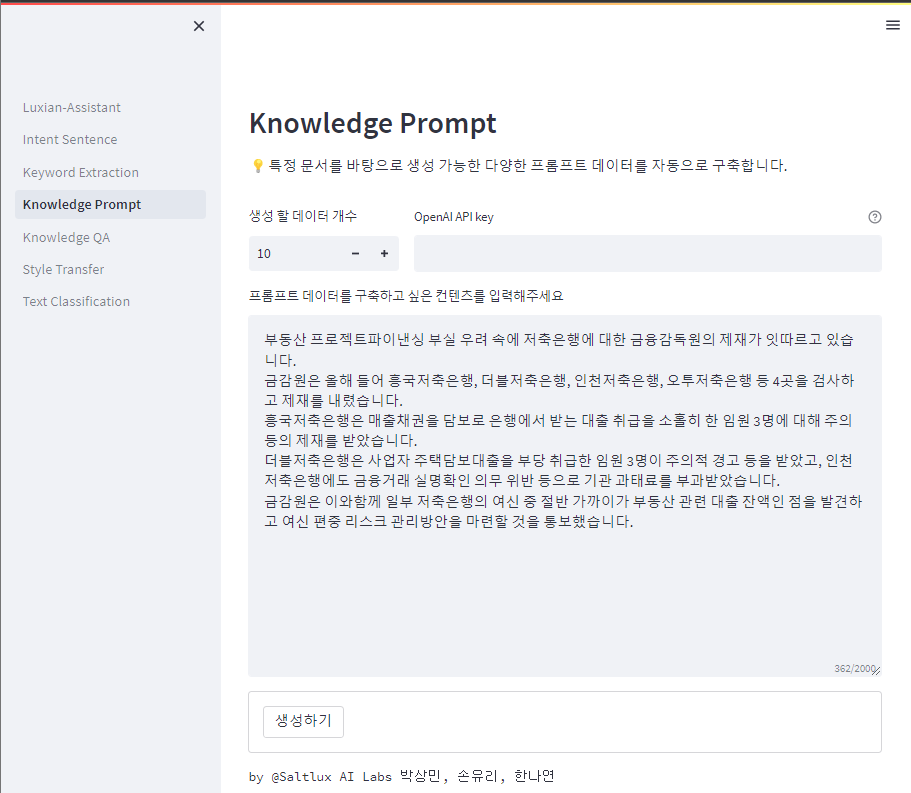 Luxian-Assistant
Intent Sentence
Keyword Extraction
Knowledge Prompt
Knowledge QA
Style Transfer
Text Classification
Knowledge Prompt
💡 특정 문서를 바탕으로 생성 가능한 다양한 프롬프트 데이터를 자동으로 구축합니다.
생성 할 데이터 개수
OpenAI API key
10
프롬프트 데이터를 구축하고 싶은 컨텐츠를 입력해주세요
부동산 프로젝트파이낸싱 부실 우려 속에 저축은행에 대한 금융감독원의 제재가 잇따르고 있습
니다.
금감원은 올해 들어 흥국저축은행, 더블저축은행, 인천저축은행, 오투저축은행 등 4곳을 검사하
고 제재를 내렸습니다.
흥국저축은행은 매출채권을 담보로 은행에서 받는 대출 취급을 소홀히 한 임원 3명에 대해 주의
등의 제재를 받았습니다.
더블저축은행은 사업자 주택담보대출을 부당 취급한 임원 3명이 주의적 경고 등을 받았고, 인천
저축은행에도 금융거래 실명확인 의무 위반 등으로 기관 과태료를 부과받았습니다.
금감원은 이와함께 일부 저축은행의 여신 중 절반 가까이가 부동산 관련 대출 잔액인 점을 발견하
고 여신 편중 리스크 관리방안을 마련할 것을 통보했습니다.
362/2000
생성하기
by @Saltlux AI Labs 박상민, 손유리, 한나연